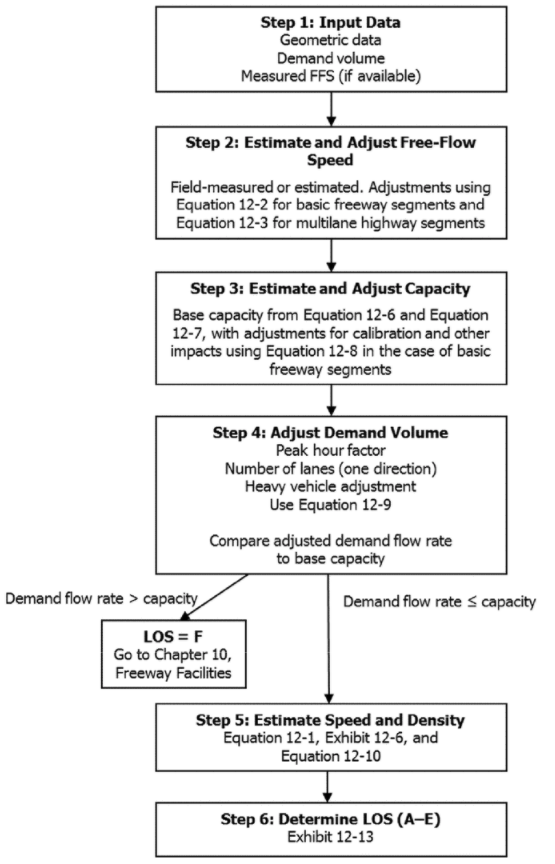 Step 1: Input Data
Geometric data
Demand volume
Measured FFS (if available)
Step 2: Estimate and Adjust Free-Flow
Speed
Field-measured or estimated. Adjustments using
Equation 12-2 for basic freeway segments and
Equation 12-3 for multilane highway segments
Step 3: Estimate and Adjust Capacity
Base capacity from Equation 12-6 and Equation
12-7, with adjustments for calibration and other
impacts using Equation 12-8 in the case of basic
freeway segments
Step 4: Adjust Demand Volume
Peak hour factor
Number of lanes (one direction)
Heavy vehicle adjustment
Use Equation 12-9
Compare adjusted demand flow rate
to base capacity
Demand flow rate > capacity
Demand flow rate ≤ capacity
LOS = F
Go to Chapter 10,
Freeway Facilities
Step 5: Estimate Speed and Density
Equation 12-1, Exhibit 12-6, and
Equation 12-10
Step 6: Determine LOS (A–E)
Exhibit 12-13